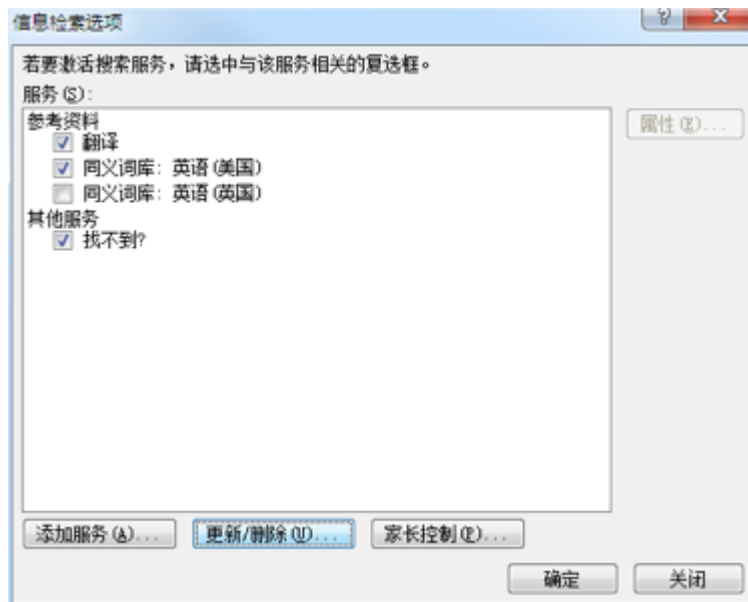 信息检索选项
若要激活搜索服务，请选中与该服务相关的复选框。
服务(S):
参考资料
属性(E)...
翻译
同义词库: 英语(美国)
同义词库: 英语(英国)
其他服务
找不到?
添加服务(A)... 更新/删除(U)... 家长控制(P)...
确定 关闭